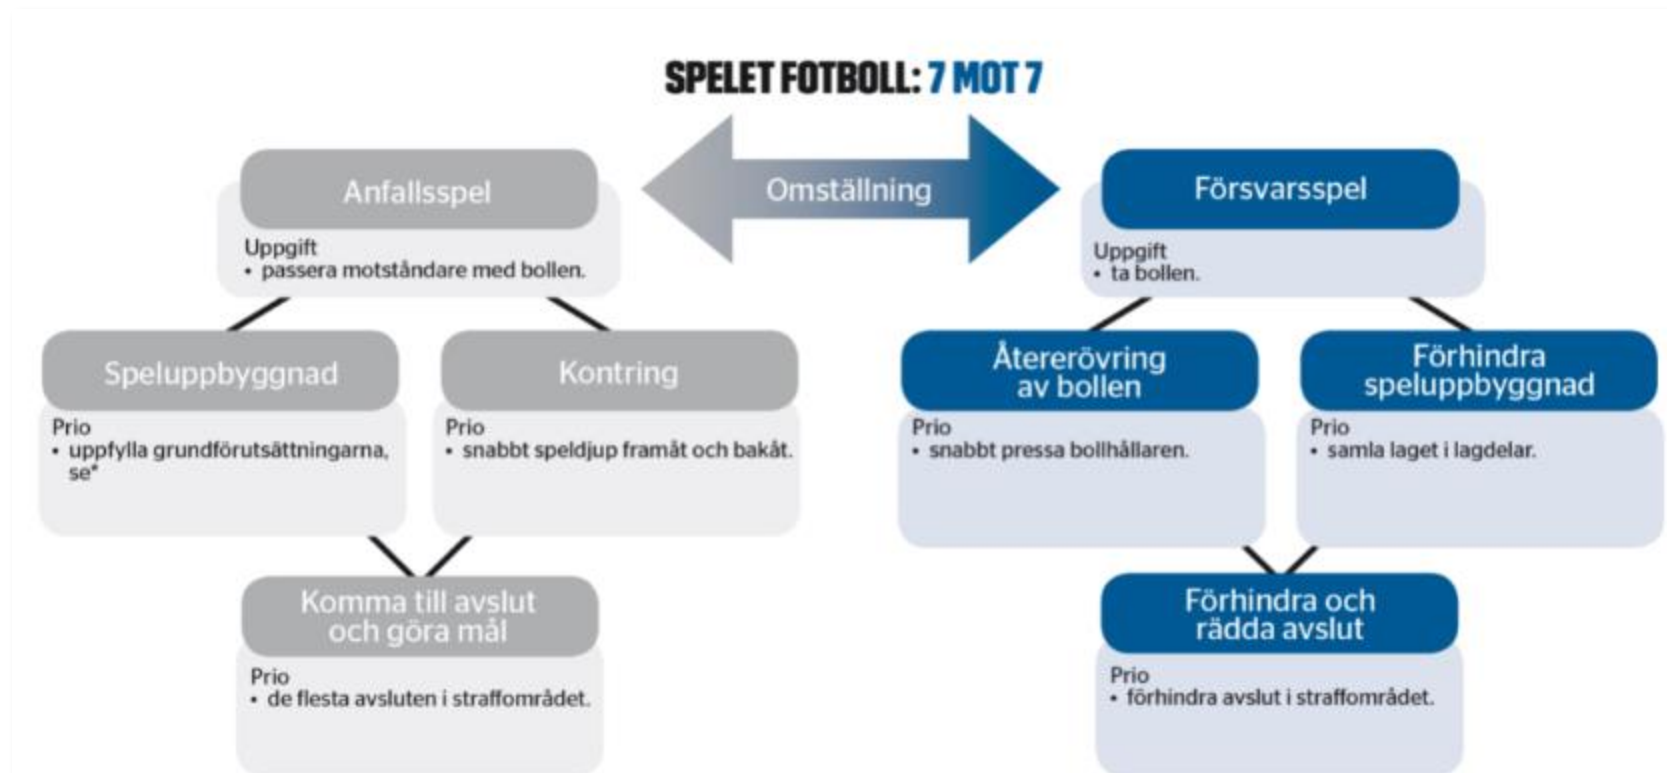 SPELET FOTBOLL: 7 MOT 7
Omställning
Anfallsspel
Uppgift
• passera motståndare med bollen.
Speluppbyggnad
Prio
• uppfylla grundförutsättningarna,
se*
Kontring
Prio
• snabbt speldjup framåt och bakåt.
Komma till avslut
och göra mål
Prio
• de flesta avsluten i straffområdet.
Försvarsspel
Uppgift
• ta bollen.
Återerövring
av bollen
Prio
• snabbt pressa bollhållaren.
Förhindra
speluppbyggnad
Prio
• samla laget i lagdelar.
Förhindra och
rädda avslut
Prio
• förhindra avslut i straffområdet.